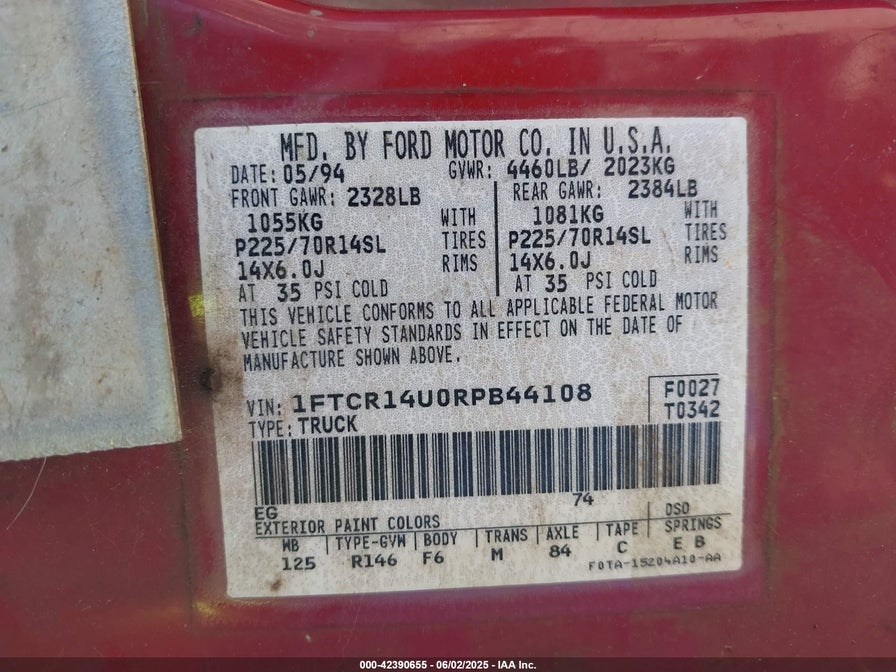 MFD. BY FORD MOTOR CO. IN U.S.A.
DATE: 05/94 GVWR: 4460LB/ 2023KG
FRONT GAWR: 2328LB REAR GAWR: 2384LB
1055KG WITH 1081KG WITH
P225/70R14SL TIRES P225/70R14SL TIRES
14X6.0J RIMS 14X6.0J RIMS
AT 35 PSI COLD AT 35 PSI COLD
THIS VEHICLE CONFORMS TO ALL APPLICABLE FEDERAL MOTOR
VEHICLE SAFETY STANDARDS IN EFFECT ON THE DATE OF
MANUFACTURE SHOWN ABOVE.
VIN: 1FTCR14U0RPB44108 F0027
TYPE: TRUCK T0342
EG 74
EXTERIOR PAINT COLORS DSO
WB TYPE-GVW BODY TRANS AXLE TAPE SPRINGS
125 R146 F6 M 84 C E B
F0TA-15204A10-AA
000-42390655 - 06/02/2025 - IAA Inc.